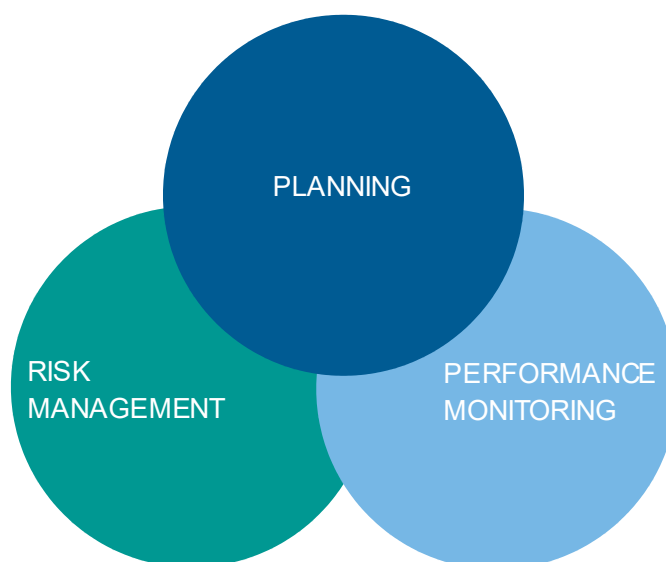 PLANNING
RISK
MANAGEMENT
PERFORMANCE
MONITORING